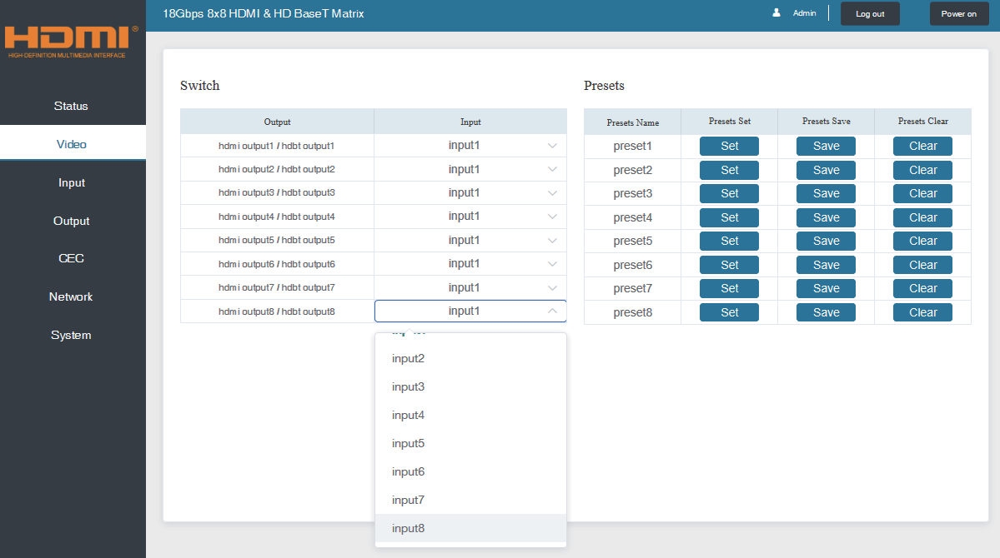 18Gbps 8x8 HDMI & HD BaseT Matrix
Admin
Log out
Power on
HDMI®
HIGH-DEFINITION MULTIMEDIA INTERFACE
Status
Video
Input
Output
CEC
Network
System
Switch
Output Input
hdmi output1 / hdbt output1 input1
hdmi output2 / hdbt output2 input1
hdmi output3 / hdbt output3 input1
hdmi output4 / hdbt output4 input1
hdmi output5 / hdbt output5 input1
hdmi output6 / hdbt output6 input1
hdmi output7 / hdbt output7 input1
hdmi output8 / hdbt output8 input1
input2
input3
input4
input5
input6
input7
input8
Presets
Presets Name Presets Set Presets Save Presets Clear
preset1 Set Save Clear
preset2 Set Save Clear
preset3 Set Save Clear
preset4 Set Save Clear
preset5 Set Save Clear
preset6 Set Save Clear
preset7 Set Save Clear
preset8 Set Save Clear